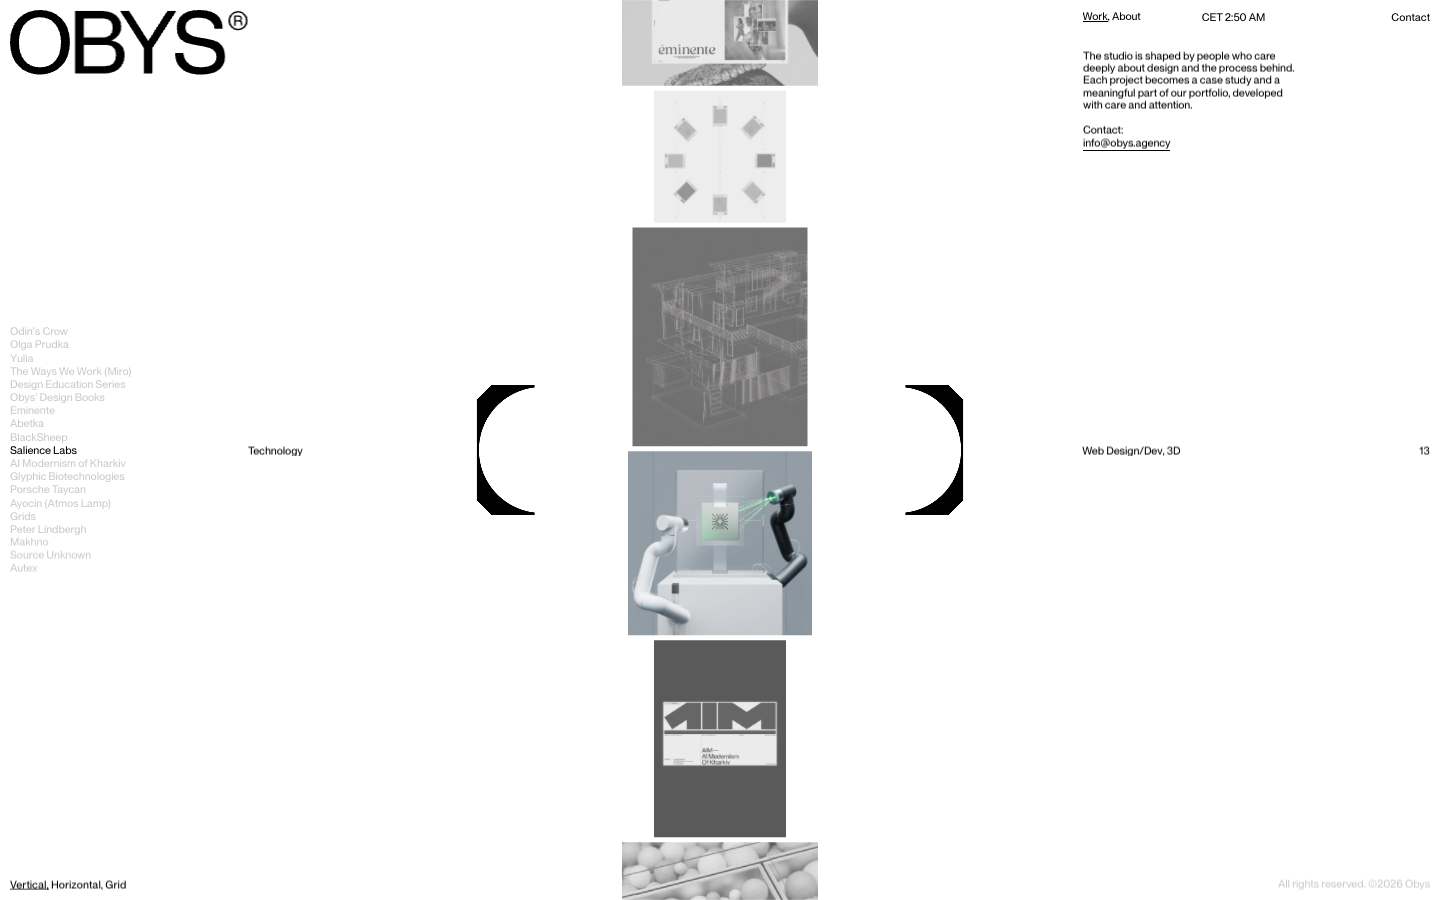 OBYS®
Work, About
CET 2:50 AM
Contact
The studio is shaped by people who care
deeply about design and the process behind.
Each project becomes a case study and a
meaningful part of our portfolio, developed
with care and attention.
Contact:
info@obys.agency
éminente
Odin's Crow
Olga Prudka
Yulia
The Ways We Work (Miro)
Design Education Series
Obys' Design Books
Eminente
Abetka
BlackSheep
Salience Labs
Technology
Web Design/Dev, 3D
13
AI Modernism of Kharkiv
Glyphic Biotechnologies
Porsche Taycan
Ayocin (Atmos Lamp)
Grids
Peter Lindbergh
Makhno
Source Unknown
Autex
AIM
AIM—
AI Modernism
Of Kharkiv
Vertical, Horizontal, Grid
All rights reserved. ©2026 Obys